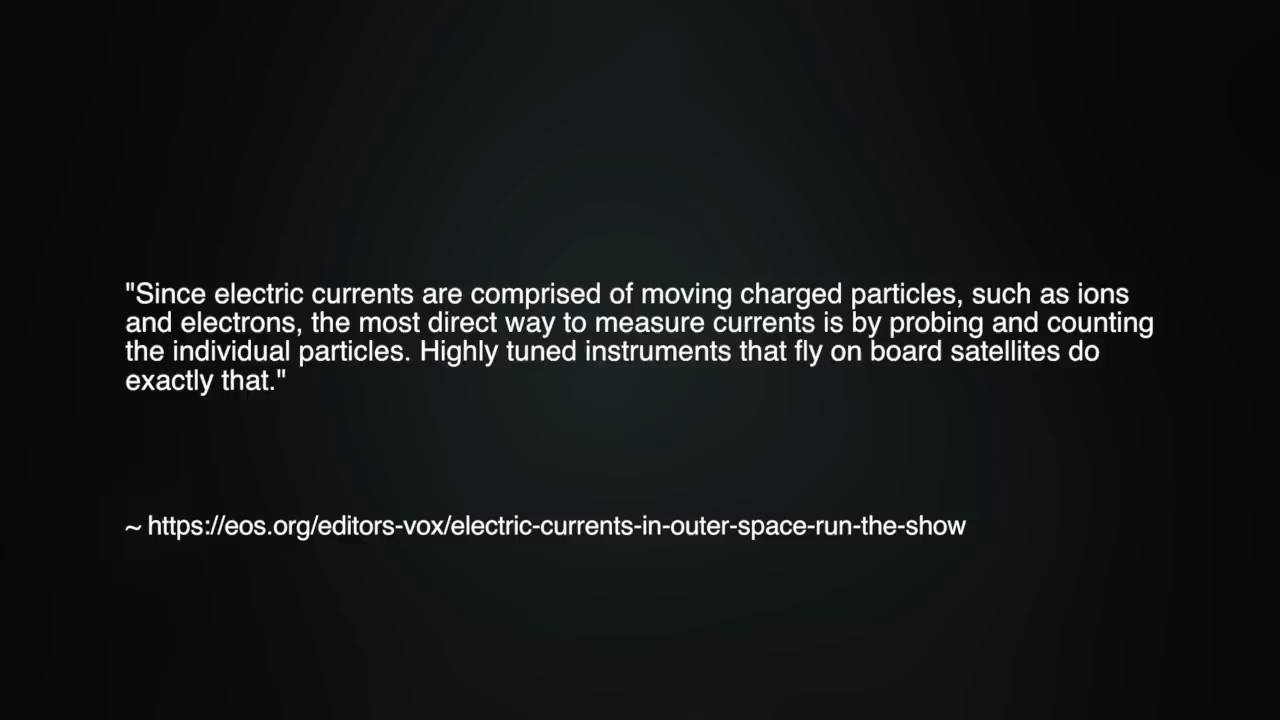 "Since electric currents are comprised of moving charged particles, such as ions
and electrons, the most direct way to measure currents is by probing and counting
the individual particles. Highly tuned instruments that fly on board satellites do
exactly that."
~ https://eos.org/editors-vox/electric-currents-in-outer-space-run-the-show